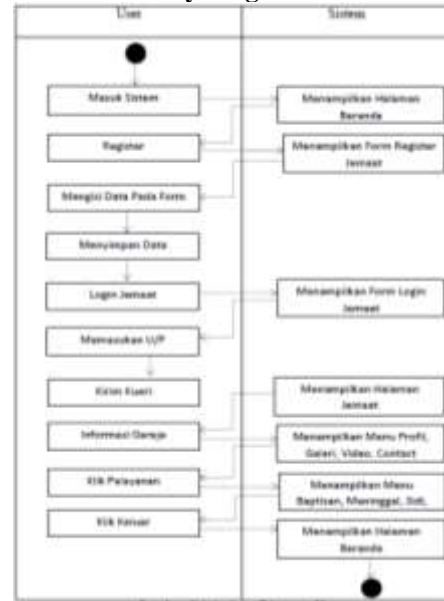 User
Sistem
Masuk Sistem
Menampilkan Halaman
Beranda
Register
Menampilkan Form Register
Jemaat
Mengisi Data Pada Form
Menyimpan Data
Login Jemaat
Menampilkan Form Login
Jemaat
Memasukan U/P
Kirim Kueri
Menampilkan Halaman
Jemaat
Informasi Gereja
Menampilkan Menu Profil,
Galeri, Video, Contact
Klik Pelayanan
Menampilkan Menu
Baptisan, Meninggal, Sidi,
Klik Keluar
Menampilkan Halaman
Beranda